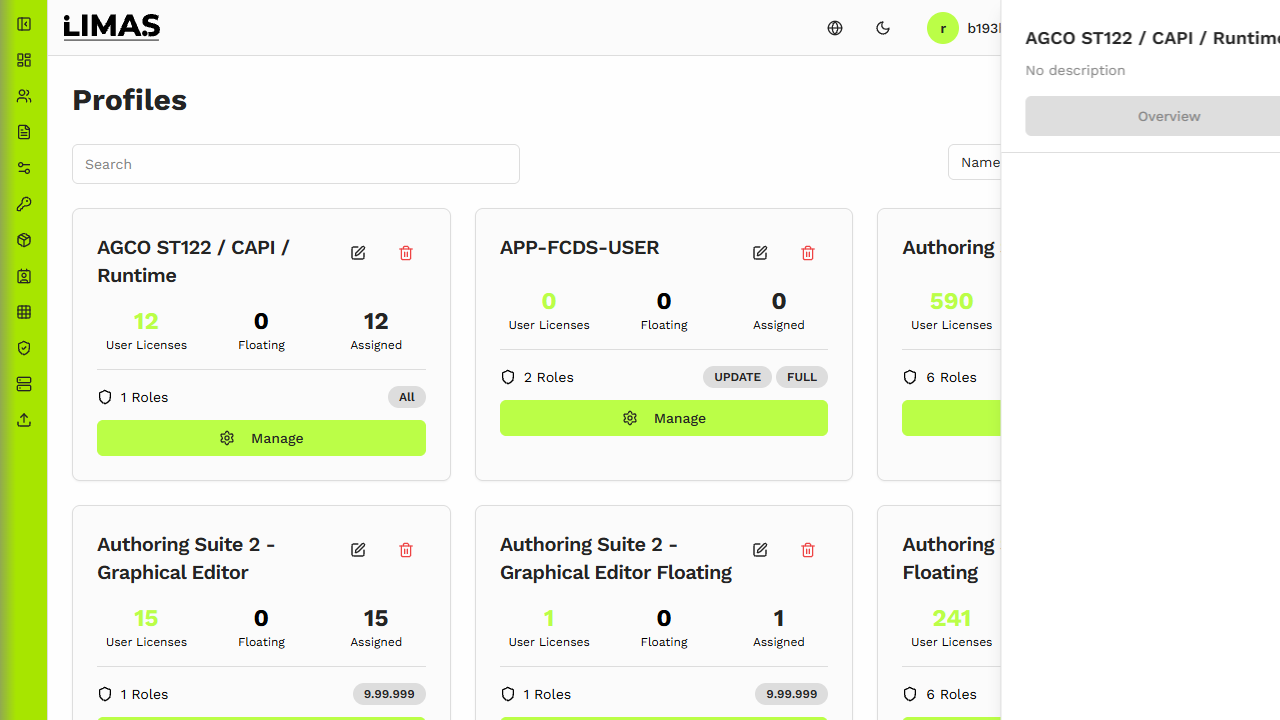 LIMAS
r
Profiles
Search
Name
AGCO ST122 / CAPI /
Runtime
12
User Licenses
0
Floating
12
Assigned
1 Roles
All
Manage
APP-FCDS-USER
0
User Licenses
0
Floating
0
Assigned
2 Roles
UPDATE
FULL
Manage
Authoring
590
User Licenses
6 Roles
Authoring Suite 2 -
Graphical Editor
15
User Licenses
0
Floating
15
Assigned
1 Roles
9.99.999
Authoring Suite 2 -
Graphical Editor Floating
1
User Licenses
0
Floating
1
Assigned
1 Roles
9.99.999
Authoring
Floating
241
User Licenses
6 Roles
AGCO ST122 / CAPI / Runtime
No description
Overview